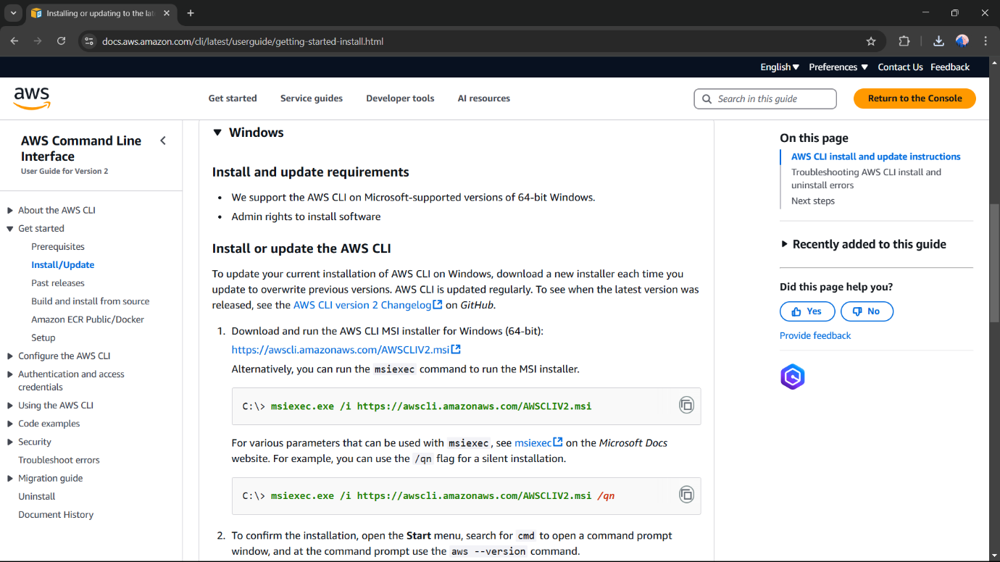 Installing or updating to the lat
docs.aws.amazon.com/cli/latest/userguide/getting-started-install.html
English Preferences Contact Us Feedback
aws
Get started Service guides Developer tools AI resources
Search in this guide
Return to the Console
AWS Command Line
Interface
User Guide for Version 2
About the AWS CLI
Get started
Prerequisites
Install/Update
Past releases
Build and install from source
Amazon ECR Public/Docker
Setup
Configure the AWS CLI
Authentication and access
credentials
Using the AWS CLI
Code examples
Security
Troubleshoot errors
Migration guide
Uninstall
Document History
Windows
Install and update requirements
• We support the AWS CLI on Microsoft-supported versions of 64-bit Windows.
• Admin rights to install software
Install or update the AWS CLI
To update your current installation of AWS CLI on Windows, download a new installer each time you
update to overwrite previous versions. AWS CLI is updated regularly. To see when the latest version was
released, see the AWS CLI version 2 Changelog on GitHub.
1. Download and run the AWS CLI MSI installer for Windows (64-bit):
https://awscli.amazonaws.com/AWSCLIV2.msi
Alternatively, you can run the msiexec command to run the MSI installer.
C:\> msiexec.exe /i https://awscli.amazonaws.com/AWSCLIV2.msi
For various parameters that can be used with msiexec, see msiexec on the Microsoft Docs
website. For example, you can use the /qn flag for a silent installation.
C:\> msiexec.exe /i https://awscli.amazonaws.com/AWSCLIV2.msi /qn
2. To confirm the installation, open the Start menu, search for cmd to open a command prompt
window, and at the command prompt use the aws --version command.
On this page
AWS CLI install and update instructions
Troubleshooting AWS CLI install and
uninstall errors
Next steps
Recently added to this guide
Did this page help you?
Yes No
Provide feedback